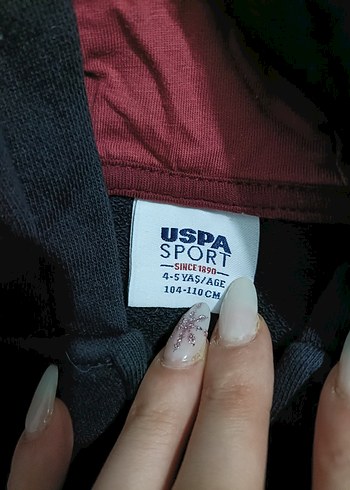 USPA
SPORT
SINCE 1890
4-5 YAŞ/AGE
104-110 CM